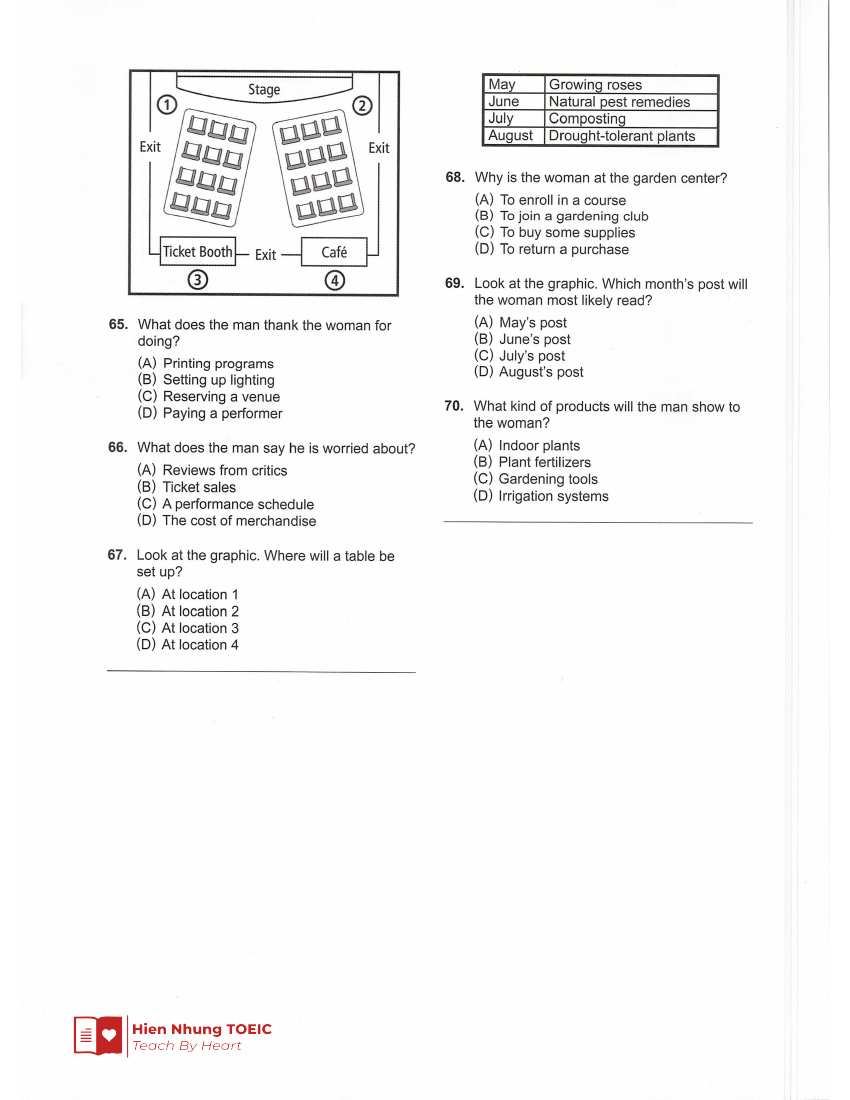 Stage
1
2
Exit
Exit
Ticket Booth
Exit
Café
3
4
65. What does the man thank the woman for
doing?
(A) Printing programs
(B) Setting up lighting
(C) Reserving a venue
(D) Paying a performer
66. What does the man say he is worried about?
(A) Reviews from critics
(B) Ticket sales
(C) A performance schedule
(D) The cost of merchandise
67. Look at the graphic. Where will a table be
set up?
(A) At location 1
(B) At location 2
(C) At location 3
(D) At location 4
May Growing roses
June Natural pest remedies
July Composting
August Drought-tolerant plants
68. Why is the woman at the garden center?
(A) To enroll in a course
(B) To join a gardening club
(C) To buy some supplies
(D) To return a purchase
69. Look at the graphic. Which month's post will
the woman most likely read?
(A) May's post
(B) June's post
(C) July's post
(D) August's post
70. What kind of products will the man show to
the woman?
(A) Indoor plants
(B) Plant fertilizers
(C) Gardening tools
(D) Irrigation systems
Hien Nhung TOEIC
Teach By Heart